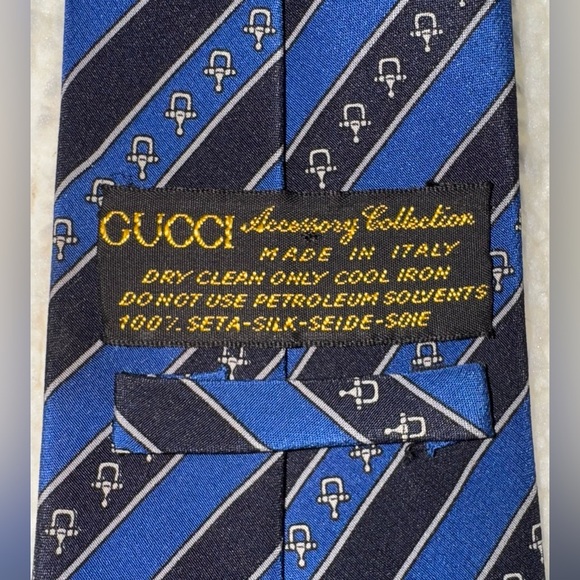 GUCCI Accessory Collection
MADE IN ITALY
DRY CLEAN ONLY COOL IRON
DO NOT USE PETROLEUM SOLVENTS
100% SETA-SILK-SEIDE-SOIE